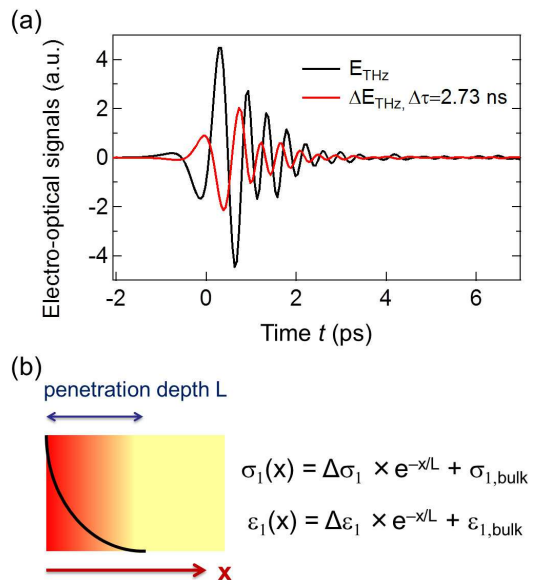 (a)
Electro-optical signals (a.u.)
4
2
0
-2
-4
E_THz
ΔE_THz, Δτ=2.73 ns
-2 0 2 4 6
Time t (ps)
(b)
penetration depth L
σ₁(x) = Δσ₁ × e^(–x/L) + σ₁,bulk
ε₁(x) = Δε₁ × e^(–x/L) + ε₁,bulk
x